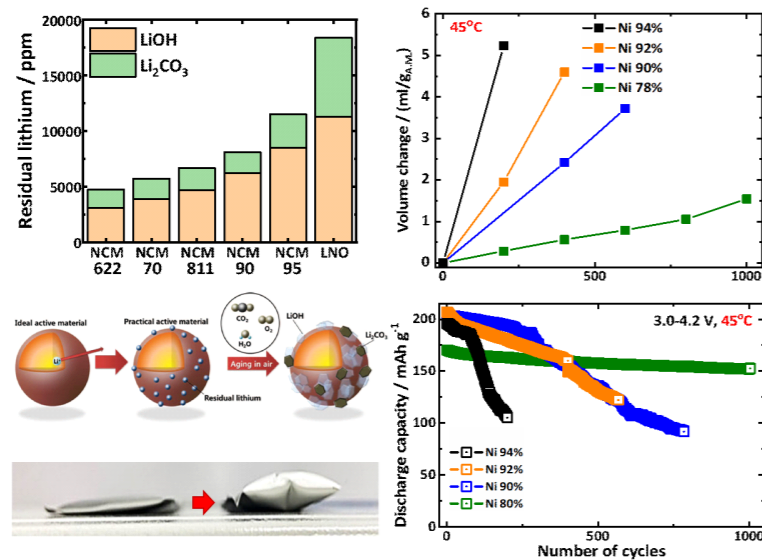 20000
15000
10000
5000
0
Residual lithium / ppm
LiOH
Li₂CO₃
NCM 622
NCM 70
NCM 811
NCM 90
NCM 95
LNO
6
5
4
3
2
1
0
Volume change / (ml/g_A.M.)
45°C
Ni 94%
Ni 92%
Ni 90%
Ni 78%
0 500 1000
Ideal active material
Li
Practical active material
Residual lithium
CO₂
O₂
H₂O
Aging in air
LiOH
Li₂CO₃
200
150
100
50
0
Discharge capacity / mAh g⁻¹
3.0-4.2 V, 45°C
Ni 94%
Ni 92%
Ni 90%
Ni 80%
0 500 1000
Number of cycles